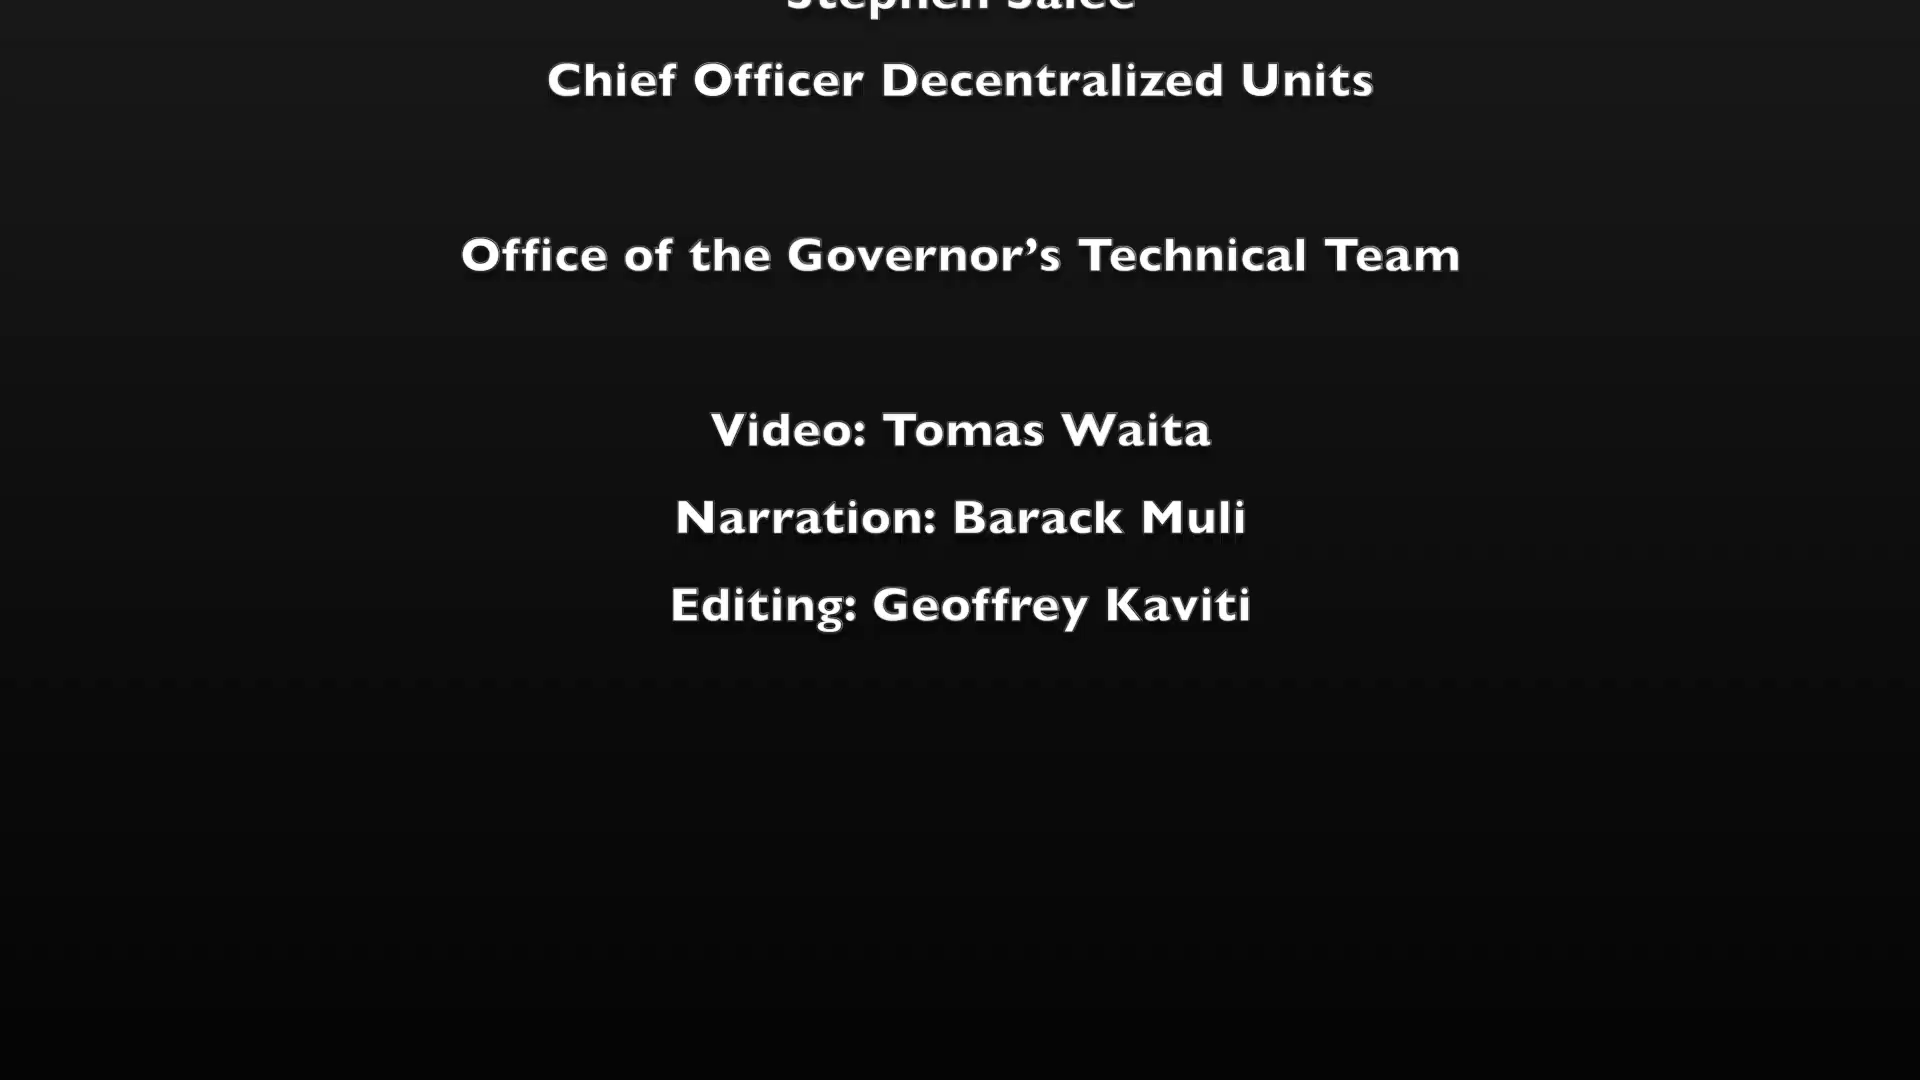 Stephen
Chief Officer Decentralized Units
Office of the Governor’s Technical Team
Video: Tomas Waita
Narration: Barack Muli
Editing: Geoffrey Kaviti